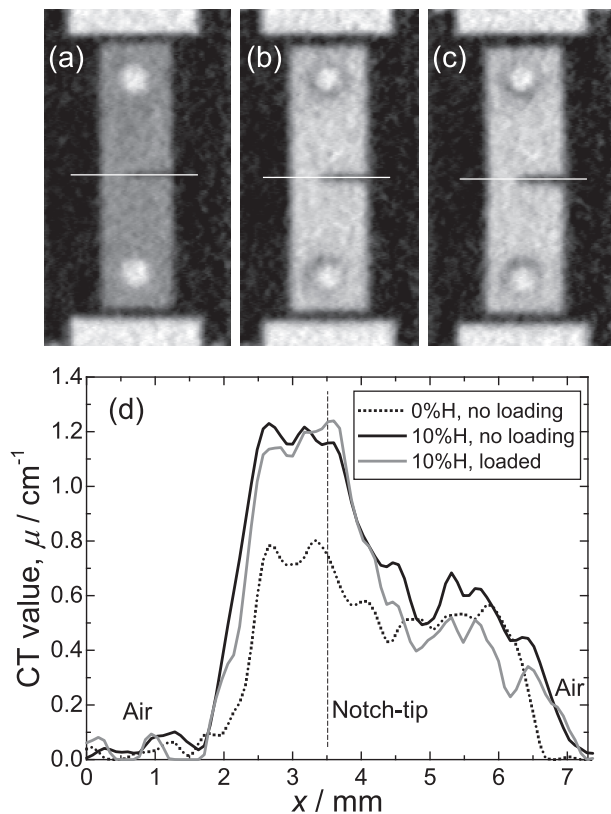 (a) (b) (c)
(d)
0%H, no loading
10%H, no loading
10%H, loaded
CT value, μ / cm⁻¹
1.4
1.2
1.0
0.8
0.6
0.4
0.2
0.0
Air
Notch-tip
Air
0 1 2 3 4 5 6 7
x / mm